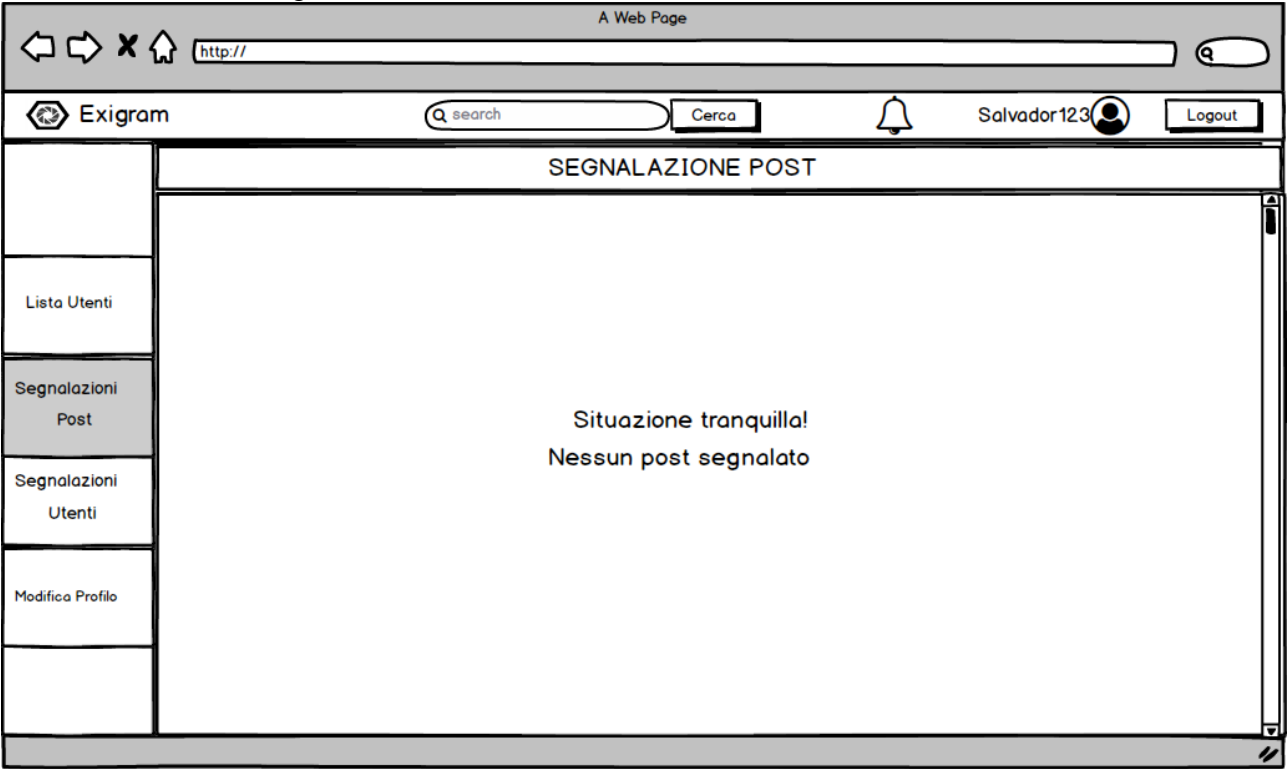 A Web Page
http://
Exigram
search
Cerca
Salvador123
Logout
SEGNALAZIONE POST
Lista Utenti
Segnalazioni
Post
Segnalazioni
Utenti
Modifica Profilo
Situazione tranquilla!
Nessun post segnalato